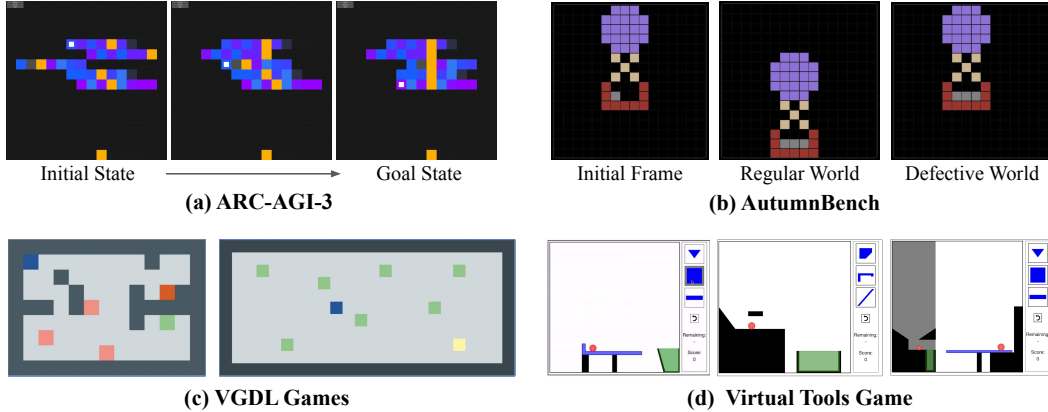 Initial State
Goal State
(a) ARC-AGI-3
Initial Frame
Regular World
Defective World
(b) AutumnBench
Remaining:
-
Score:
0
Remaining:
-
Score:
0
Remaining:
-
Score:
0
(c) VGDL Games
(d) Virtual Tools Game